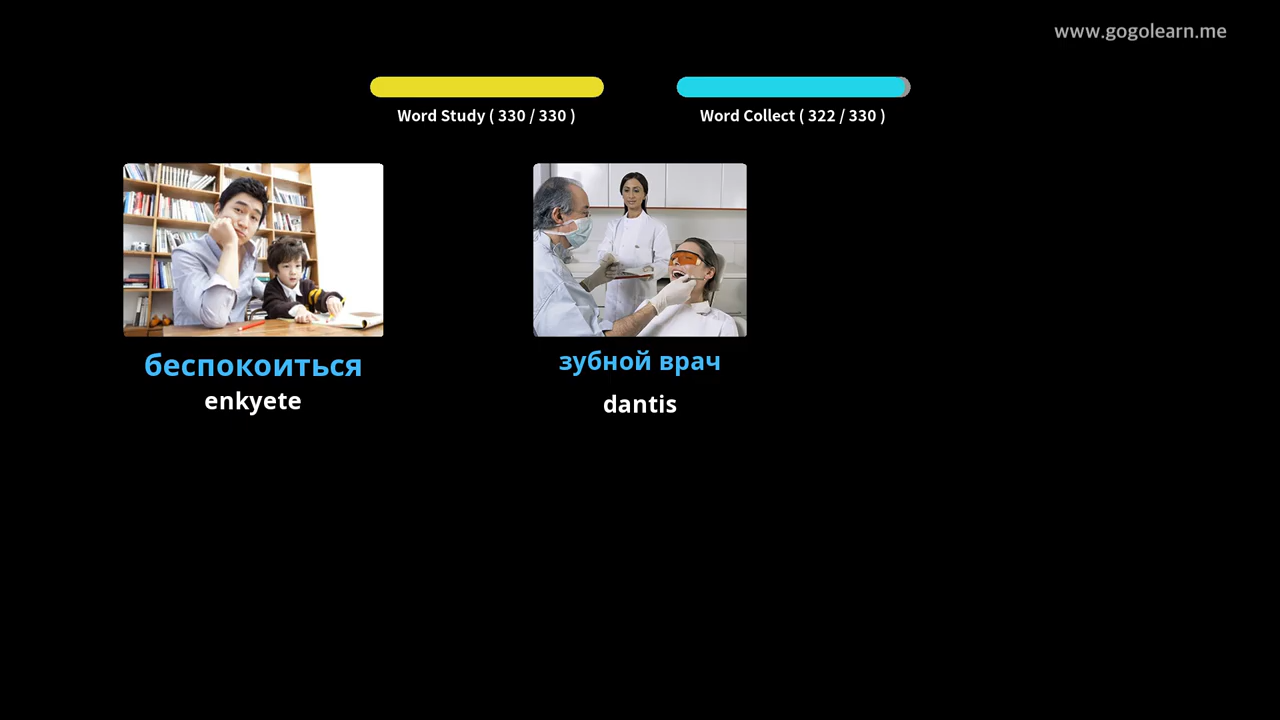 www.gogolearn.me
Word Study ( 330 / 330 )
Word Collect ( 322 / 330 )
беспокоиться
enkyete
зубной врач
dantis